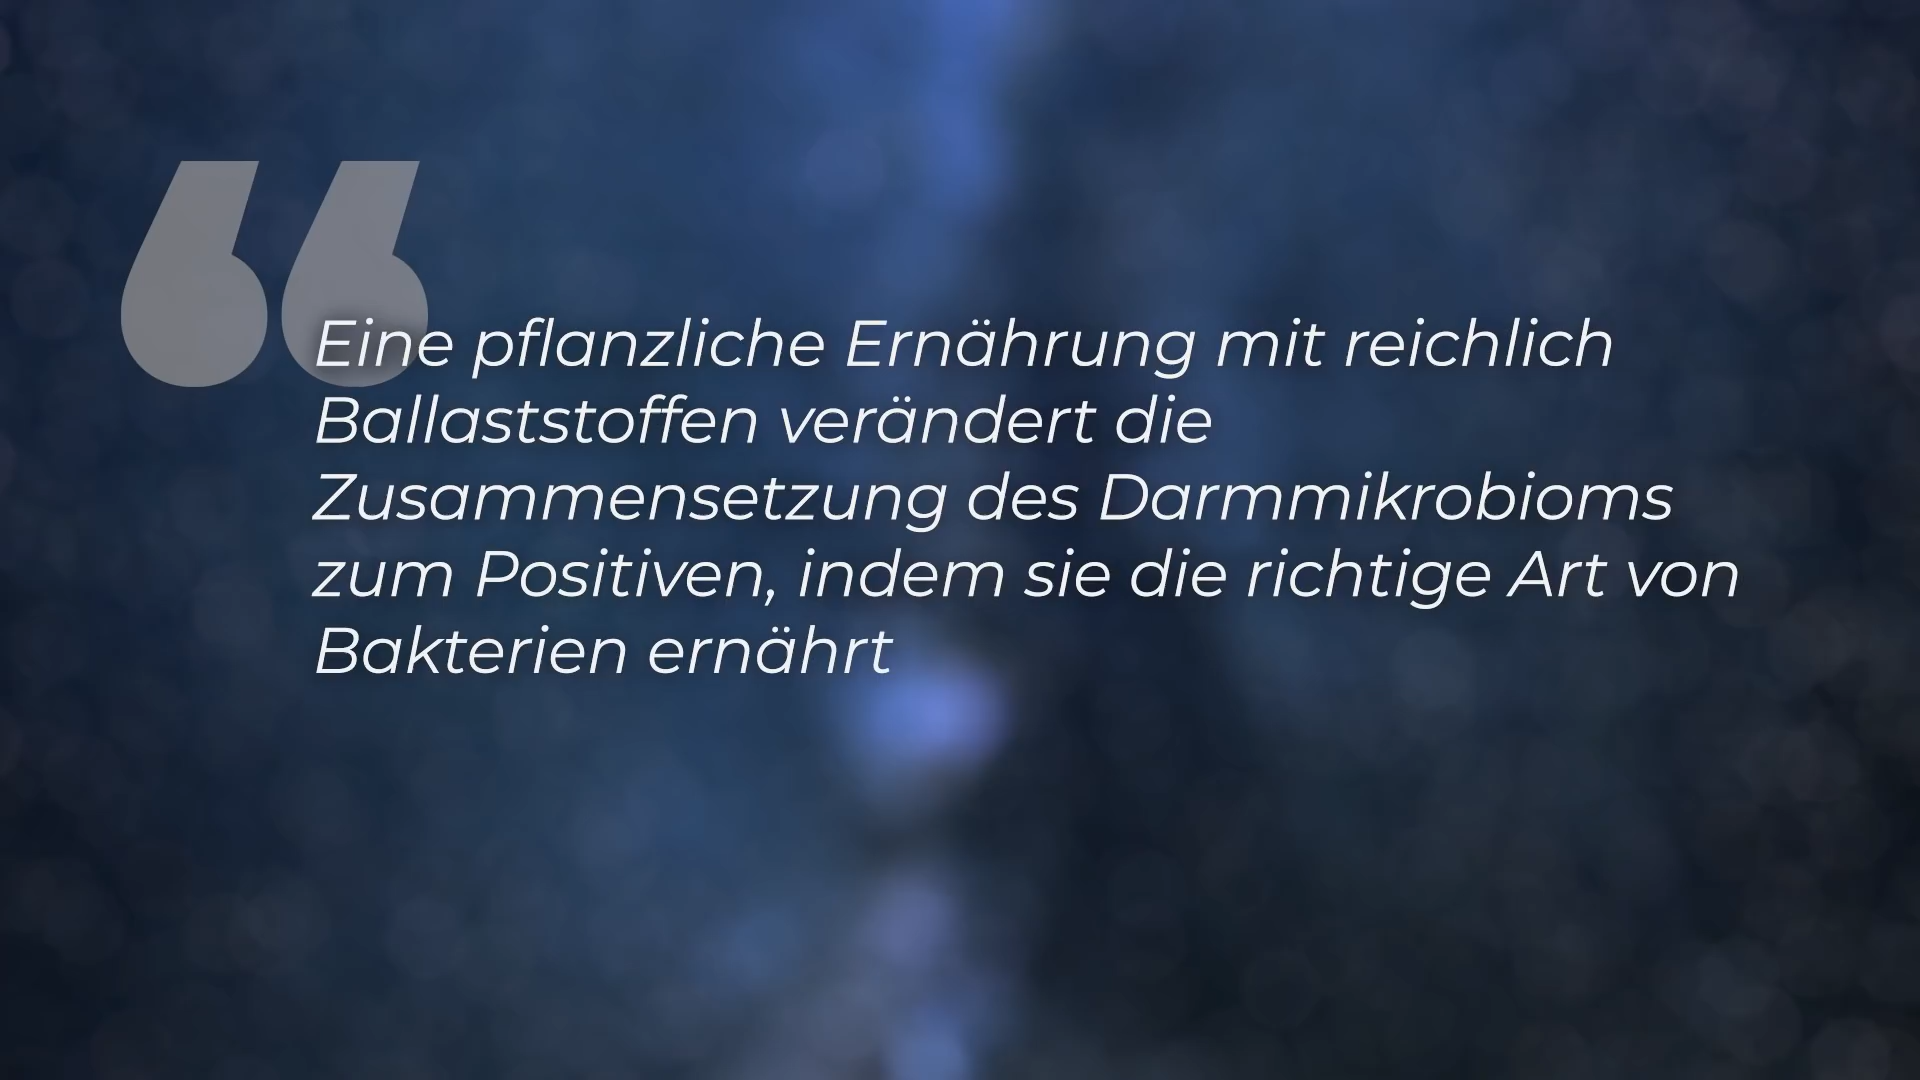 “
Eine pflanzliche Ernährung mit reichlich
Ballaststoffen verändert die
Zusammensetzung des Darmmikrobioms
zum Positiven, indem sie die richtige Art von
Bakterien ernährt